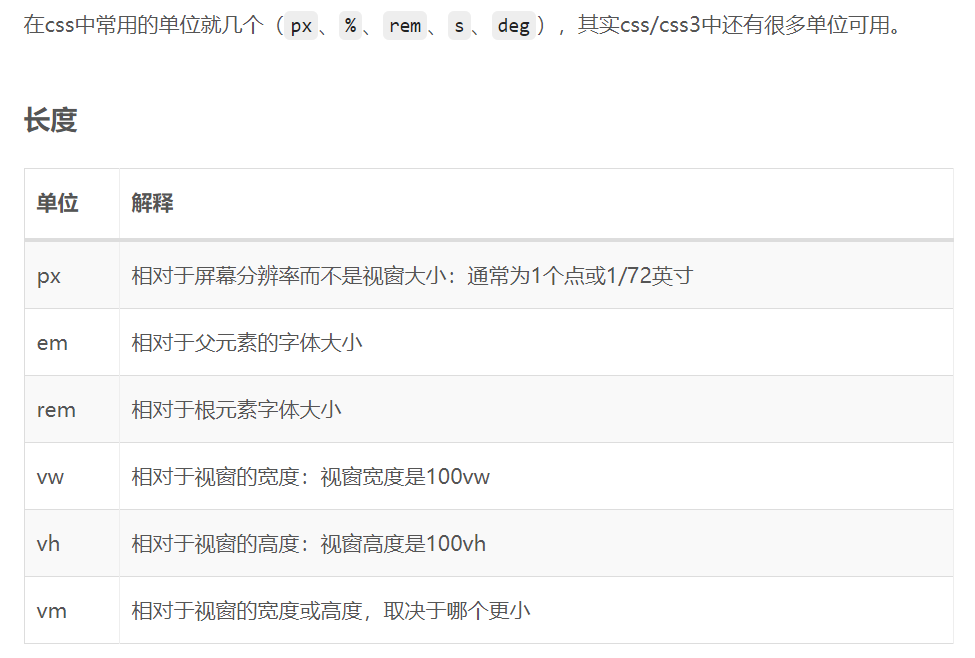 在css中常用的单位就几个（px、%、rem、s、deg），其实css/css3中还有很多单位可用。
长度
单位 解释
px 相对于屏幕分辨率而不是视窗大小：通常为1个点或1/72英寸
em 相对于父元素的字体大小
rem 相对于根元素字体大小
vw 相对于视窗的宽度：视窗宽度是100vw
vh 相对于视窗的高度：视窗高度是100vh
vm 相对于视窗的宽度或高度，取决于哪个更小